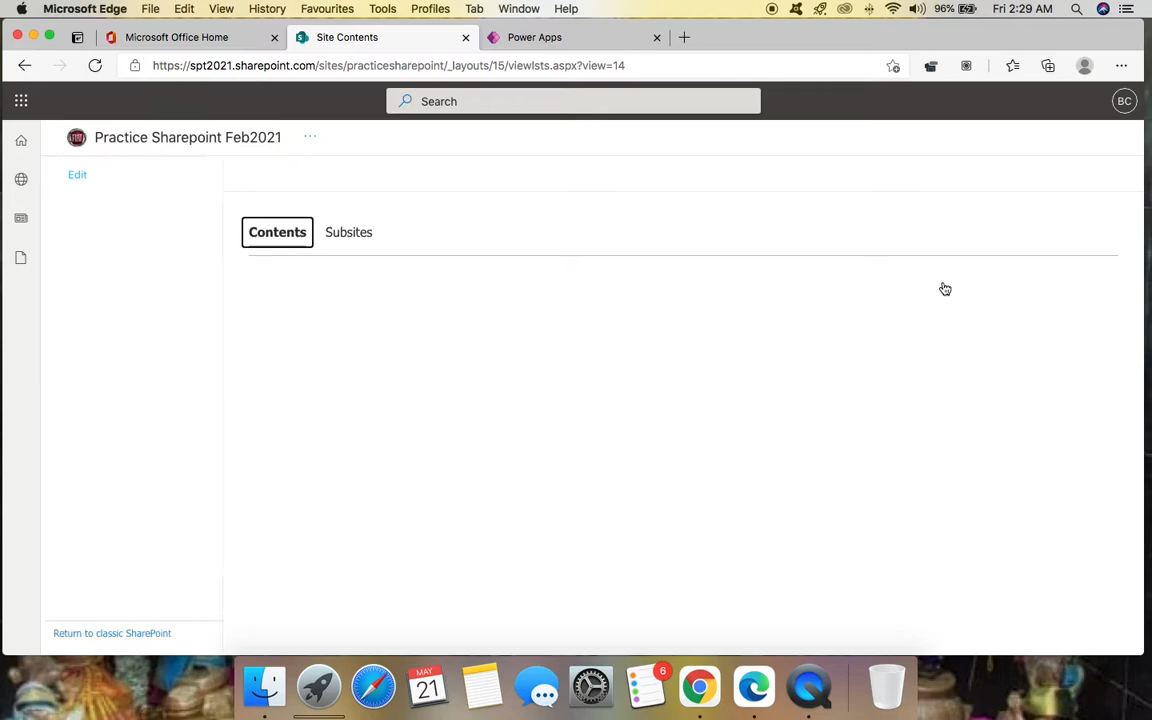 Microsoft Edge File Edit View History Favourites Tools Profiles Tab Window Help 96% Fri 2:29 AM
Microsoft Office Home Site Contents Power Apps
https://spt2021.sharepoint.com/sites/practicesharepoint/_layouts/15/viewlsts.aspx?view=14
Search BC
Practice Sharepoint Feb2021 ...
Edit
Contents Subsites
Return to classic SharePoint
MAY
21
6